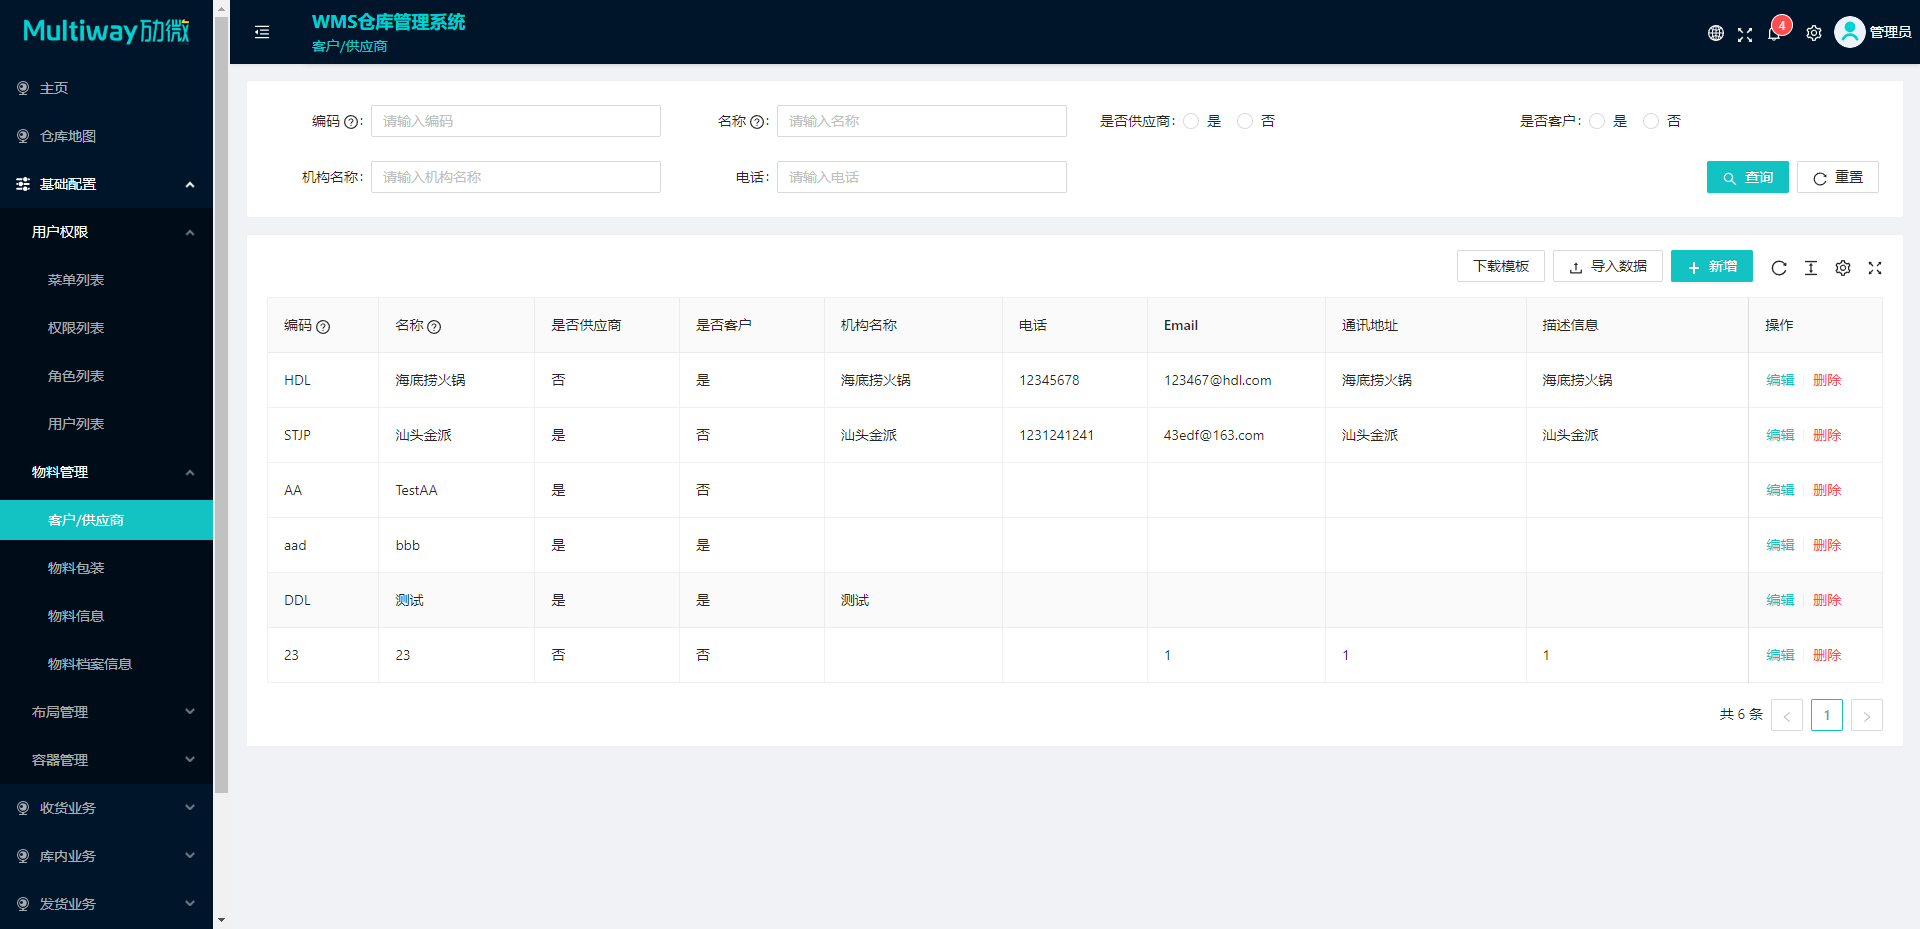 Multiway劢微
主页
仓库地图
基础配置
用户权限
菜单列表
权限列表
角色列表
用户列表
物料管理
客户/供应商
物料包装
物料信息
物料档案信息
布局管理
容器管理
收货业务
库内业务
发货业务
WMS仓库管理系统
客户/供应商
4
管理员
编码 : 请输入编码 名称 : 请输入名称 是否供应商: 是 否 是否客户: 是 否
机构名称: 请输入机构名称 电话: 请输入电话 查询 重置
下载模板 导入数据 新增
编码 名称 是否供应商 是否客户 机构名称 电话 Email 通讯地址 描述信息 操作
HDL 海底捞火锅 否 是 海底捞火锅 12345678 123467@hdl.com 海底捞火锅 海底捞火锅 编辑 删除
STJP 汕头金派 是 否 汕头金派 1231241241 43edf@163.com 汕头金派 汕头金派 编辑 删除
AA TestAA 是 否 编辑 删除
aad bbb 是 是 编辑 删除
DDL 测试 是 是 测试 编辑 删除
23 23 否 否 1 1 1 编辑 删除
共 6 条 < 1 >